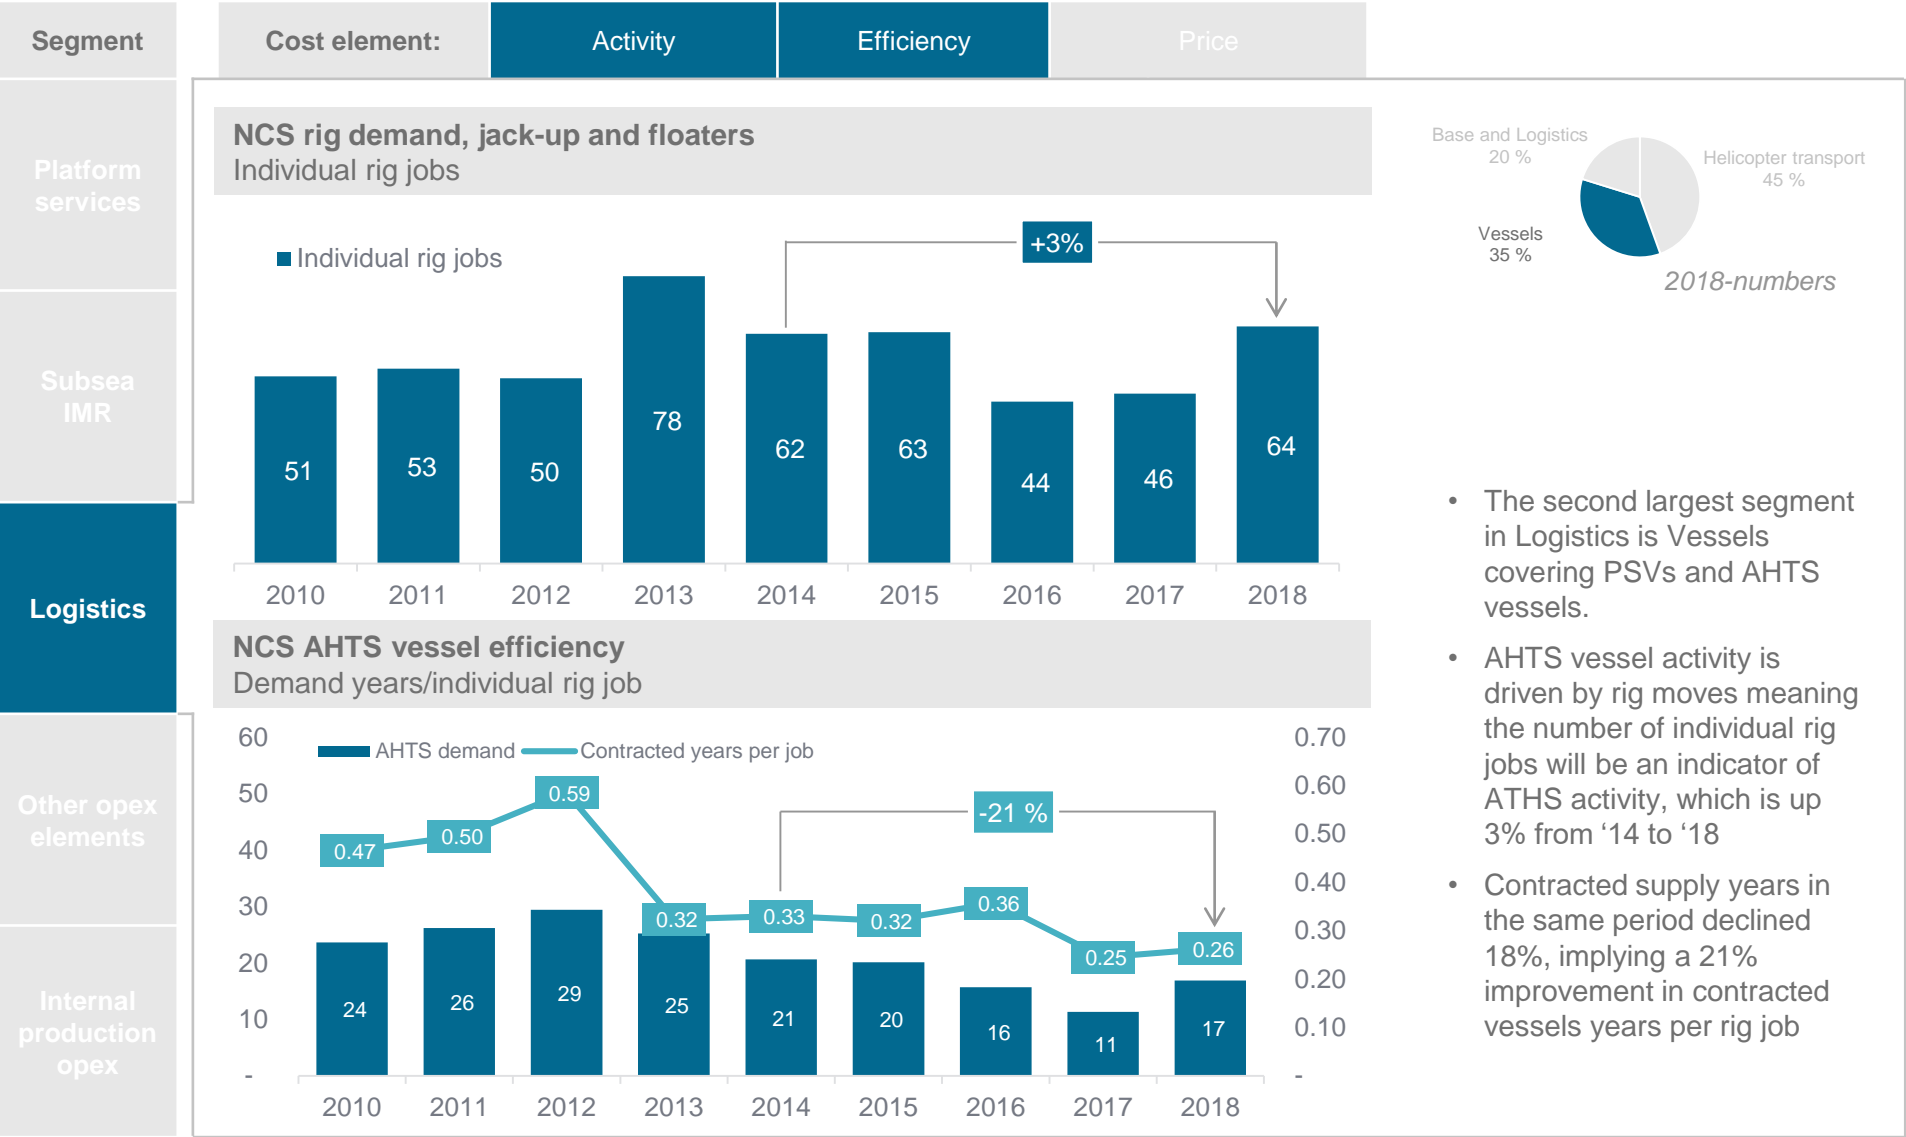 Segment
Cost element:
Activity
Efficiency
Price
Platform
services
Subsea
IMR
Logistics
Other opex
elements
Internal
production
opex
NCS rig demand, jack-up and floaters
Individual rig jobs
Individual rig jobs
+3%
51
53
50
78
62
63
44
46
64
2010
2011
2012
2013
2014
2015
2016
2017
2018
NCS AHTS vessel efficiency
Demand years/individual rig job
AHTS demand
Contracted years per job
-21 %
60
50
40
30
20
10
-
0.70
0.60
0.50
0.40
0.30
0.20
0.10
-
0.47
0.50
0.59
0.32
0.33
0.32
0.36
0.25
0.26
24
26
29
25
21
20
16
11
17
2010
2011
2012
2013
2014
2015
2016
2017
2018
Base and Logistics
20 %
Helicopter transport
45 %
Vessels
35 %
2018-numbers
• The second largest segment
in Logistics is Vessels
covering PSVs and AHTS
vessels.
• AHTS vessel activity is
driven by rig moves meaning
the number of individual rig
jobs will be an indicator of
ATHS activity, which is up
3% from ‘14 to ‘18
• Contracted supply years in
the same period declined
18%, implying a 21%
improvement in contracted
vessels years per rig job